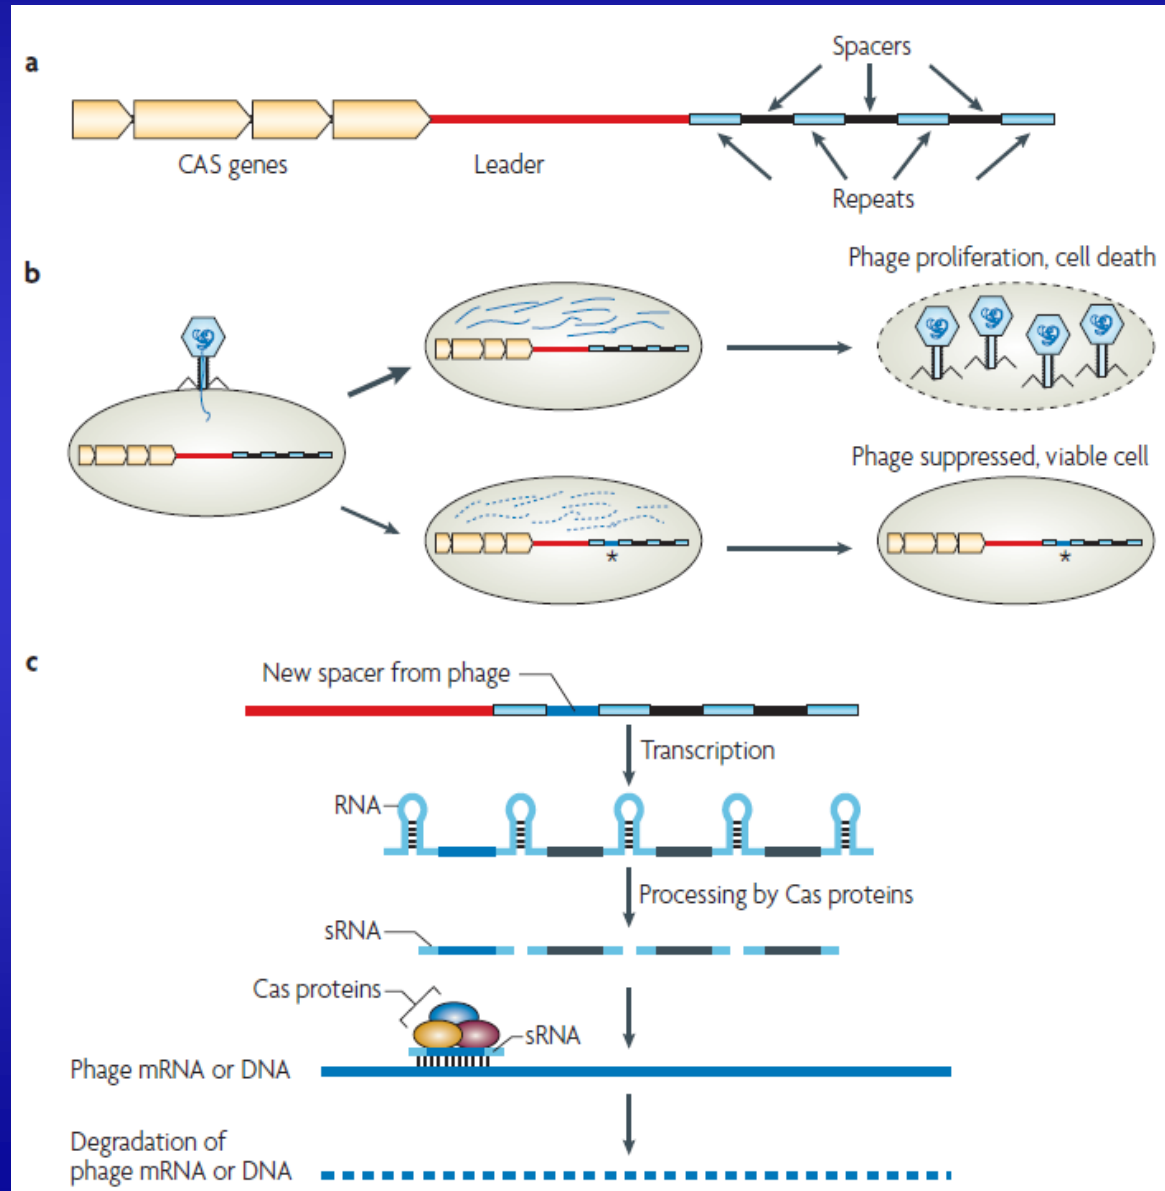 a
Spacers
CAS genes
Leader
Repeats
b
Phage proliferation, cell death
Phage suppressed, viable cell
*
*
c
New spacer from phage
Transcription
RNA
Processing by Cas proteins
sRNA
Cas proteins
sRNA
Phage mRNA or DNA
Degradation of
phage mRNA or DNA